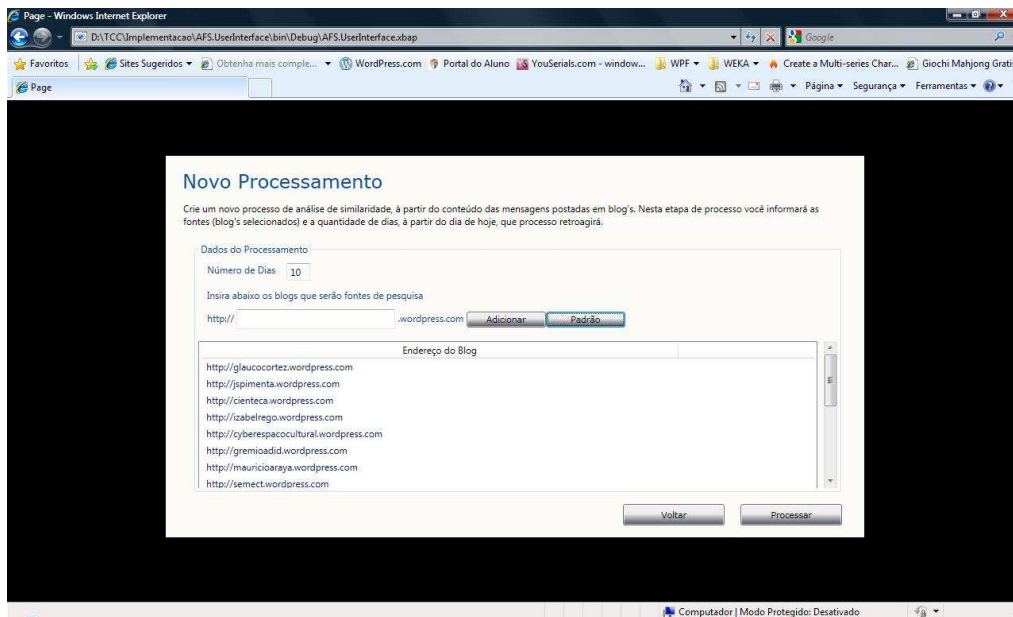 Page - Windows Internet Explorer
D:\TCC\Implementacao\AFS.UserInterface\bin\Debug\AFS.UserInterface.xbap
Google
Favoritos Sites Sugeridos Obtenha mais comple... WordPress.com Portal do Aluno YouSerials.com - window... WPF WEKA Create a Multi-series Char... Giochi Mahjong Grati
Page Página Segurança Ferramentas
Novo Processamento
Crie um novo processo de análise de similaridade, à partir do conteúdo das mensagens postadas em blog's. Nesta etapa de processo você informará as
fontes (blog's selecionados) e a quantidade de dias, à partir do dia de hoje, que processo retroagirá.
Dados do Processamento
Número de Dias 10
Insira abaixo os blogs que serão fontes de pesquisa
http:// .wordpress.com Adicionar Padrão
Endereço do Blog
http://glaucocortez.wordpress.com
http://jspimenta.wordpress.com
http://cienteca.wordpress.com
http://izabelrego.wordpress.com
http://cyberespacocultural.wordpress.com
http://gremioadid.wordpress.com
http://mauricioaraya.wordpress.com
http://semect.wordpress.com
Voltar Processar
Computador | Modo Protegido: Desativado